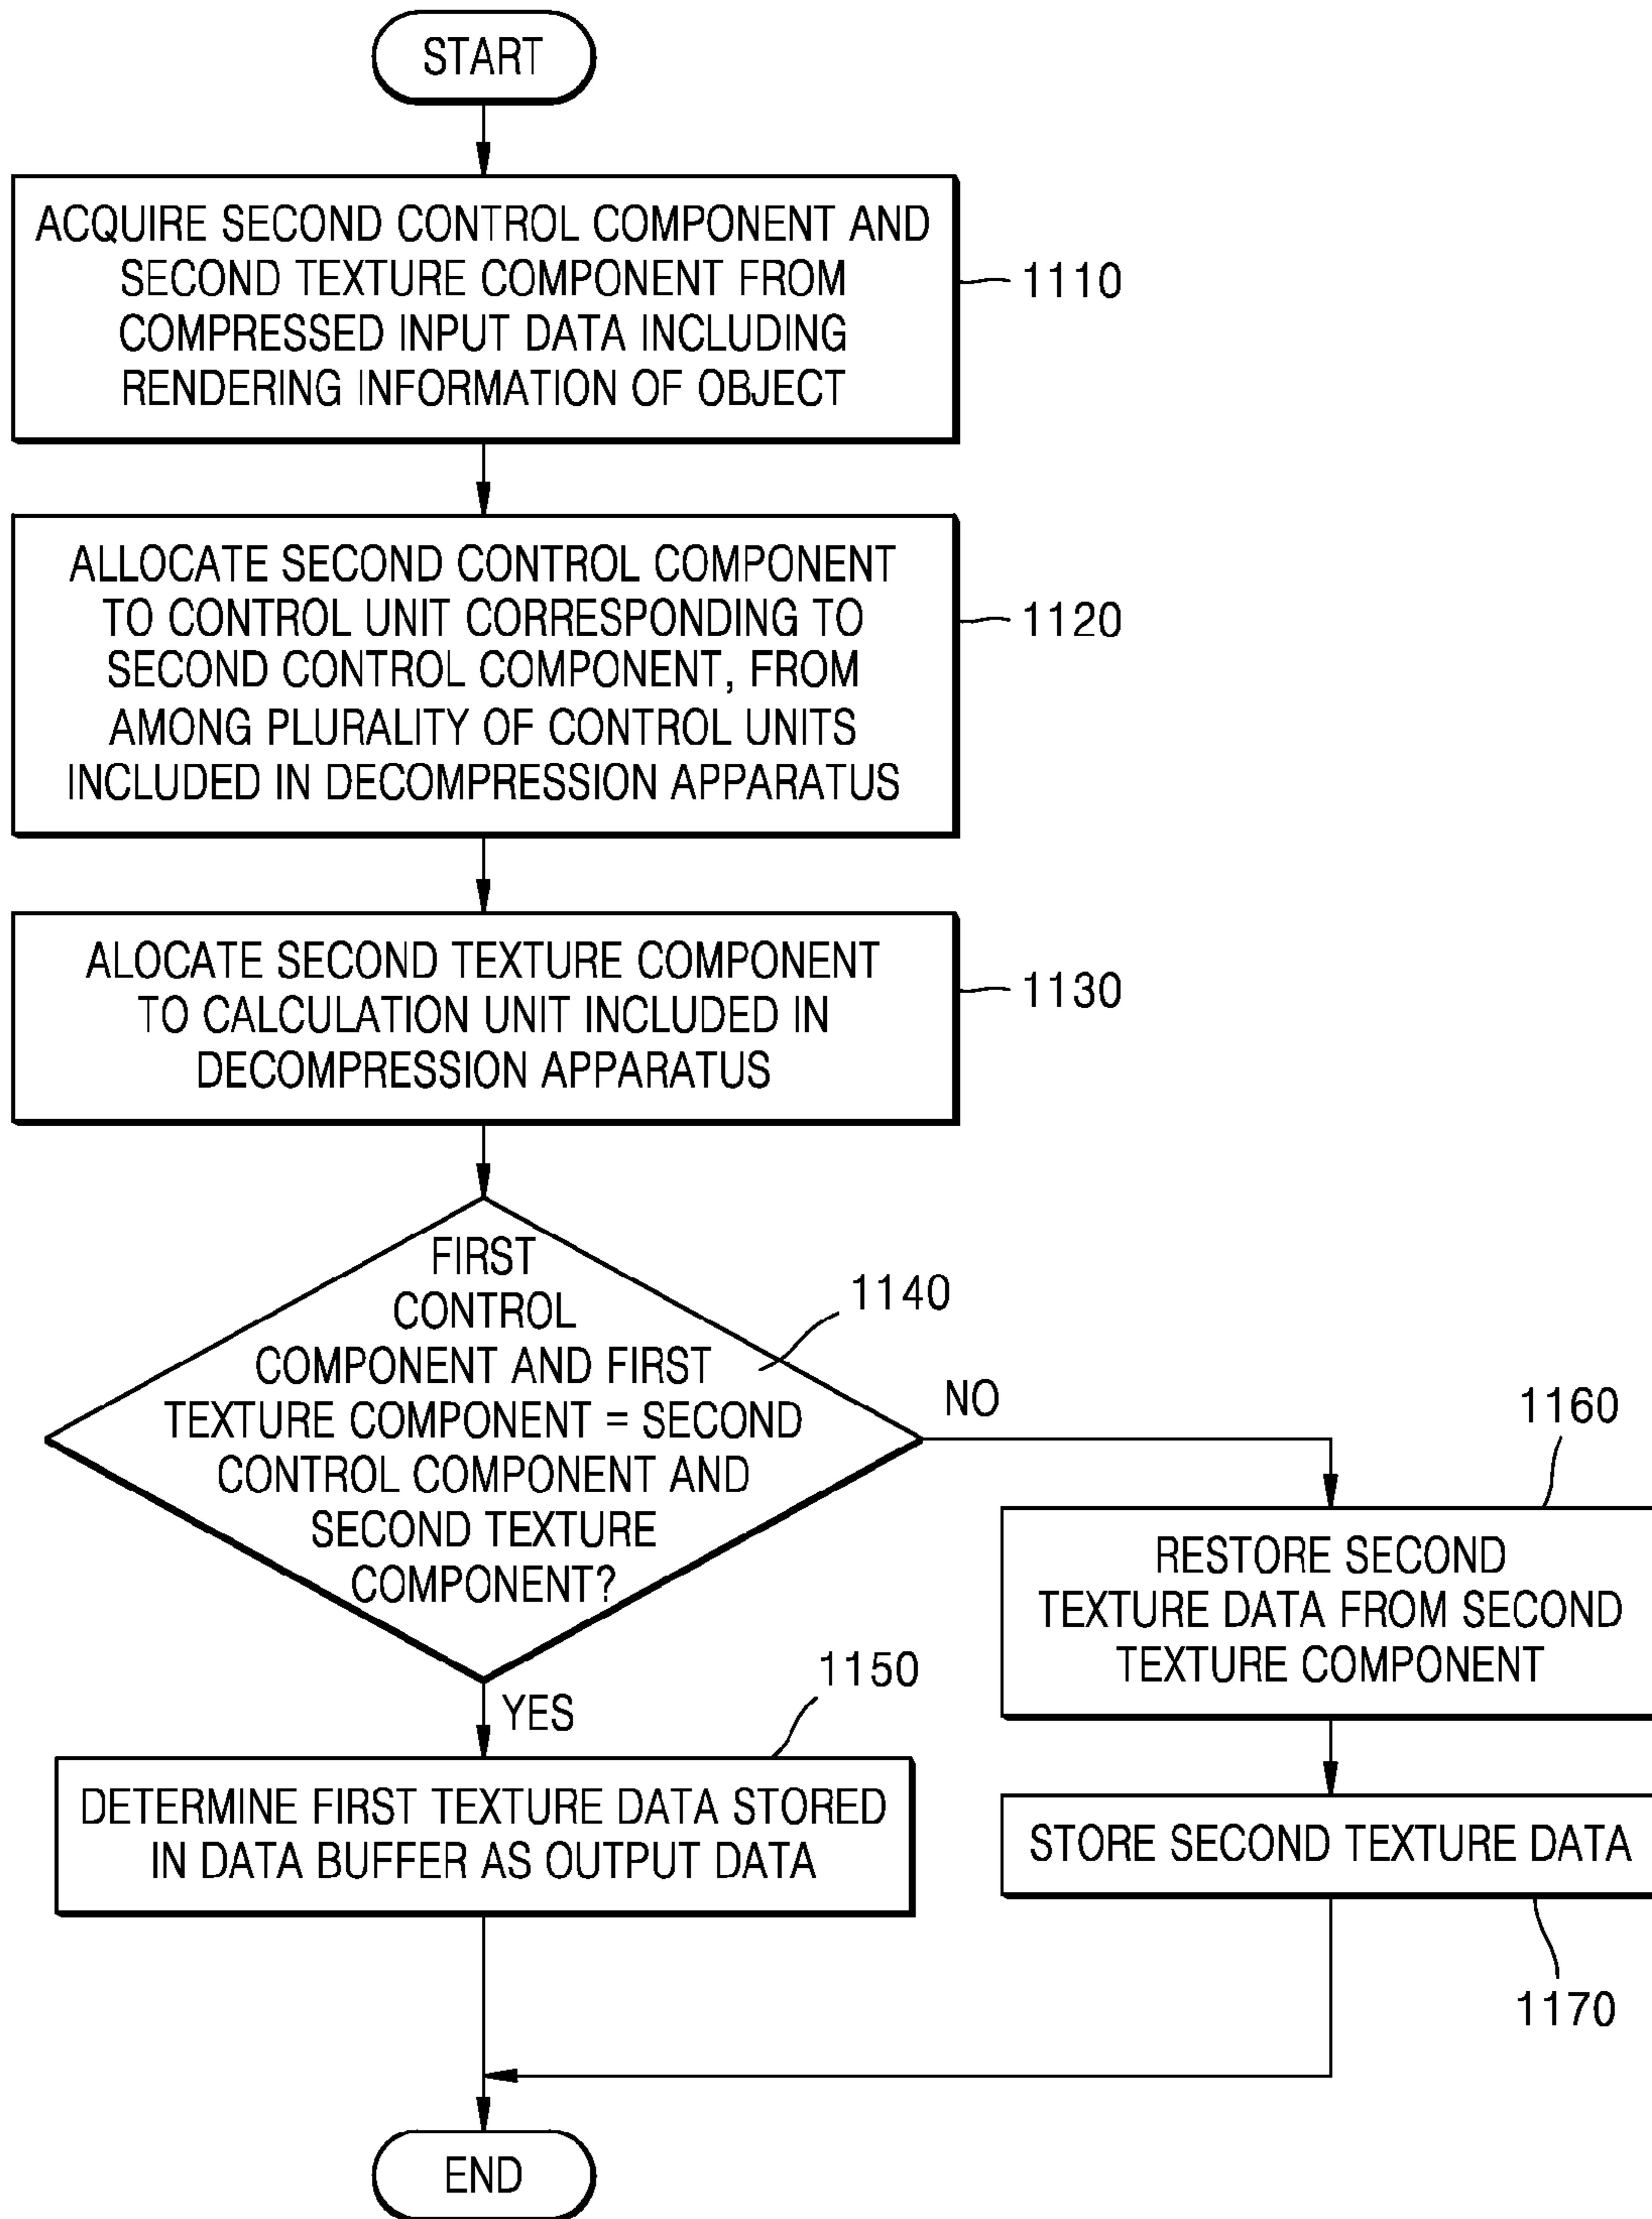 START
ACQUIRE SECOND CONTROL COMPONENT AND
SECOND TEXTURE COMPONENT FROM
COMPRESSED INPUT DATA INCLUDING
RENDERING INFORMATION OF OBJECT
1110
ALLOCATE SECOND CONTROL COMPONENT
TO CONTROL UNIT CORRESPONDING TO
SECOND CONTROL COMPONENT, FROM
AMONG PLURALITY OF CONTROL UNITS
INCLUDED IN DECOMPRESSION APPARATUS
1120
ALOCATE SECOND TEXTURE COMPONENT
TO CALCULATION UNIT INCLUDED IN
DECOMPRESSION APPARATUS
1130
FIRST
CONTROL
COMPONENT AND FIRST
TEXTURE COMPONENT = SECOND
CONTROL COMPONENT AND
SECOND TEXTURE
COMPONENT?
1140
NO
YES
1150
DETERMINE FIRST TEXTURE DATA STORED
IN DATA BUFFER AS OUTPUT DATA
1160
RESTORE SECOND
TEXTURE DATA FROM SECOND
TEXTURE COMPONENT
STORE SECOND TEXTURE DATA
1170
END